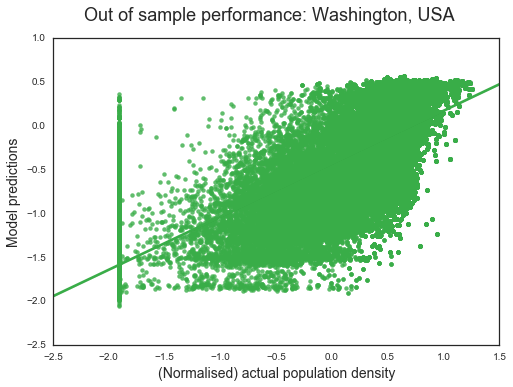 Out of sample performance: Washington, USA
1.0
0.5
0.0
−0.5
−1.0
−1.5
−2.0
−2.5
Model predictions
−2.5 −2.0 −1.5 −1.0 −0.5 0.0 0.5 1.0 1.5
(Normalised) actual population density